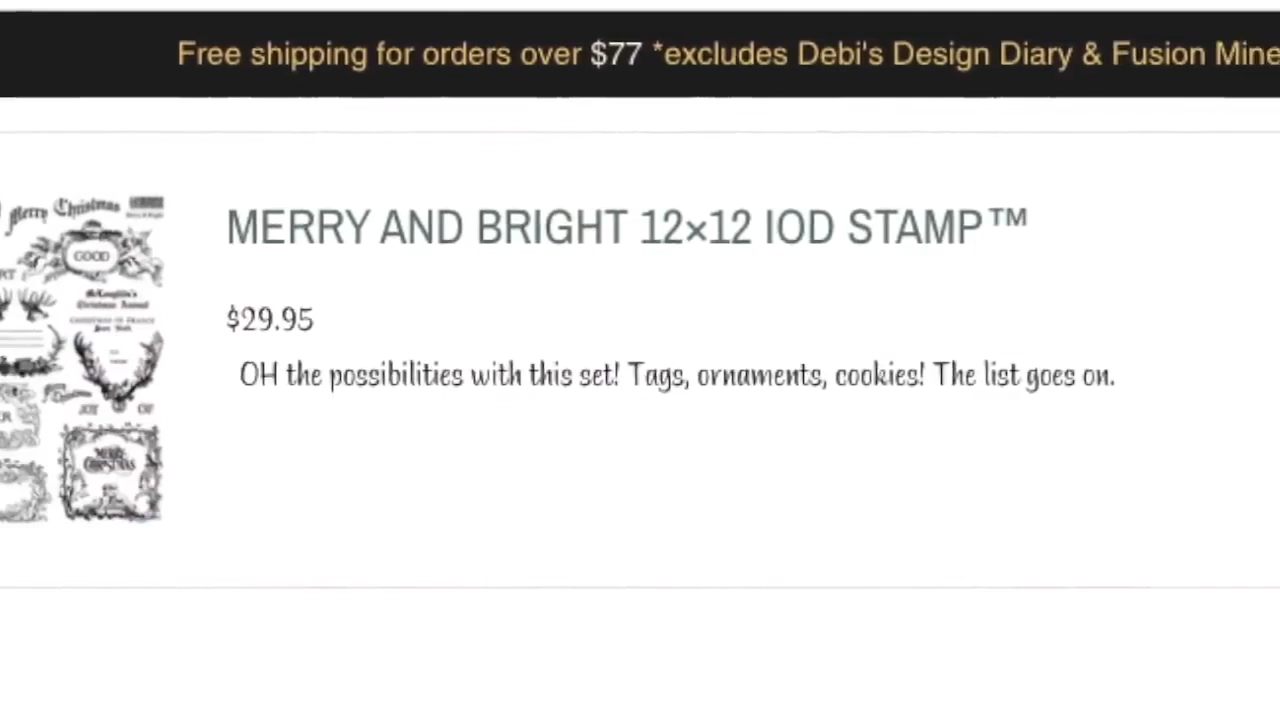 Free shipping for orders over $77 *excludes Debi's Design Diary & Fusion Mine
Merry Christmas
GOOD
MERRY AND BRIGHT 12×12 IOD STAMP™
$29.95
OH the possibilities with this set! Tags, ornaments, cookies! The list goes on.
JOY OF
MERRY
CHRISTMAS